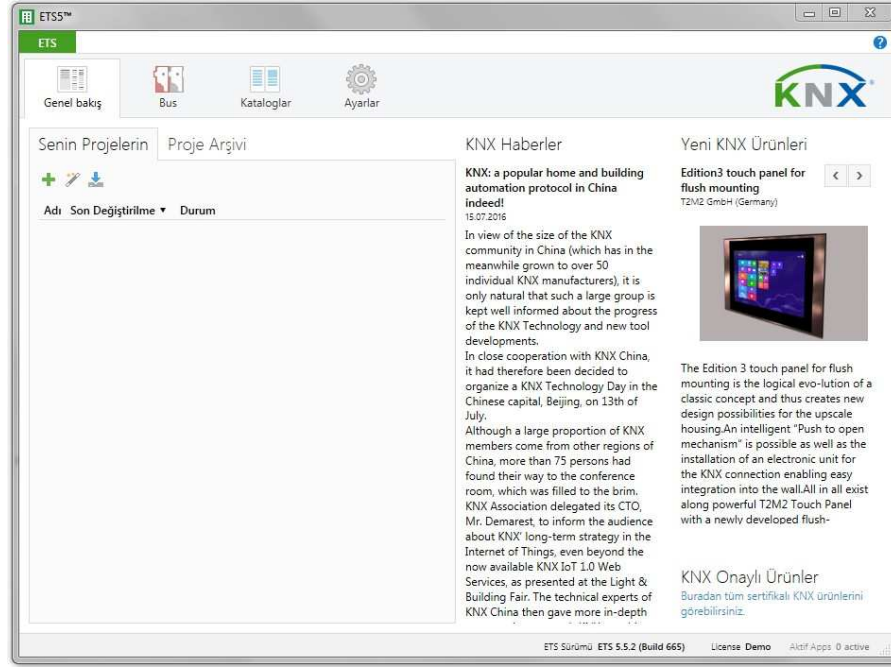 ETS5™
ETS
Genel bakış
Bus
Kataloglar
Ayarlar
KNX
Senin Projelerin Proje Arşivi
Adı Son Değiştirilme Durum
KNX Haberler
KNX: a popular home and building
automation protocol in China
indeed!
15.07.2016
In view of the size of the KNX
community in China (which has in the
meanwhile grown to over 50
individual KNX manufacturers), it is
only natural that such a large group is
kept well informed about the progress
of the KNX Technology and new tool
developments.
In close cooperation with KNX China,
it had therefore been decided to
organize a KNX Technology Day in the
Chinese capital, Beijing, on 13th of
July.
Although a large proportion of KNX
members come from other regions of
China, more than 75 persons had
found their way to the conference
room, which was filled to the brim.
KNX Association delegated its CTO,
Mr. Demarest, to inform the audience
about KNX' long-term strategy in the
Internet of Things, even beyond the
now available KNX IoT 1.0 Web
Services, as presented at the Light &
Building Fair. The technical experts of
KNX China then gave more in-depth
Yeni KNX Ürünleri
Edition3 touch panel for
flush mounting
T2M2 GmbH (Germany)
The Edition 3 touch panel for flush
mounting is the logical evo-lution of a
classic concept and thus creates new
design possibilities for the upscale
housing.An intelligent "Push to open
mechanism" is possible as well as the
installation of an electronic unit for
the KNX connection enabling easy
integration into the wall.All in all exist
along powerful T2M2 Touch Panel
with a newly developed flush-
KNX Onaylı Ürünler
Buradan tüm sertifikalı KNX ürünlerini
görebilirsiniz.
ETS Sürümü ETS 5.5.2 (Build 665) License Demo Aktif Apps 0 active